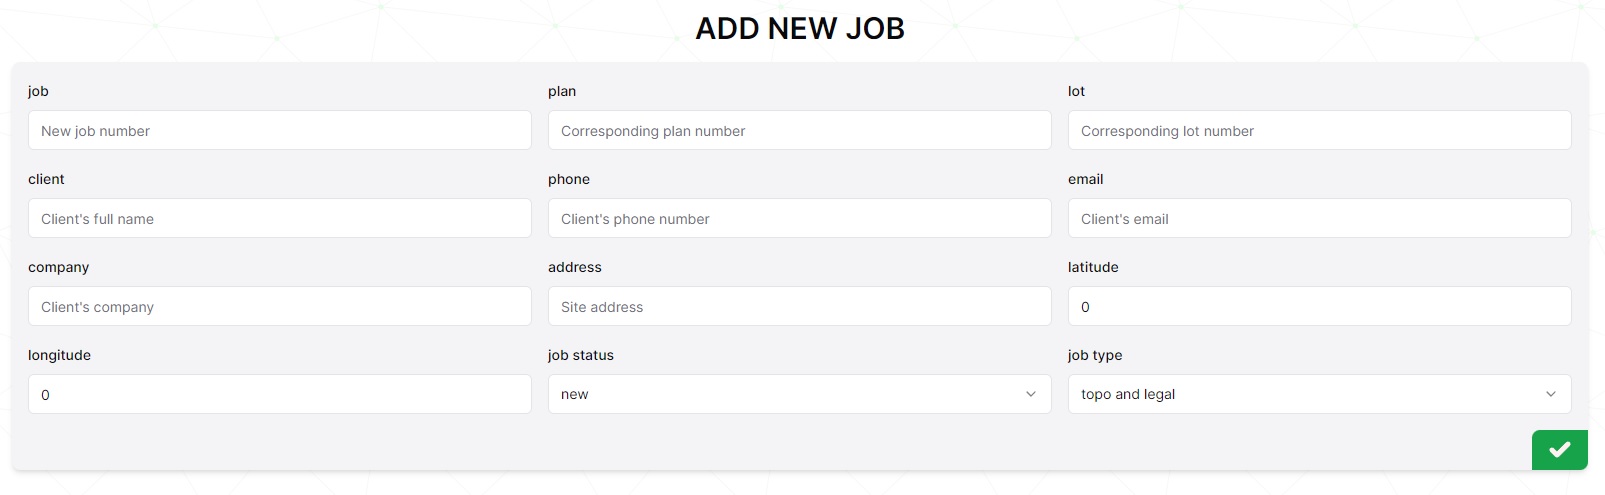 ADD NEW JOB
job plan lot
New job number Corresponding plan number Corresponding lot number
client phone email
Client's full name Client's phone number Client's email
company address latitude
Client's company Site address 0
longitude job status job type
0 new topo and legal